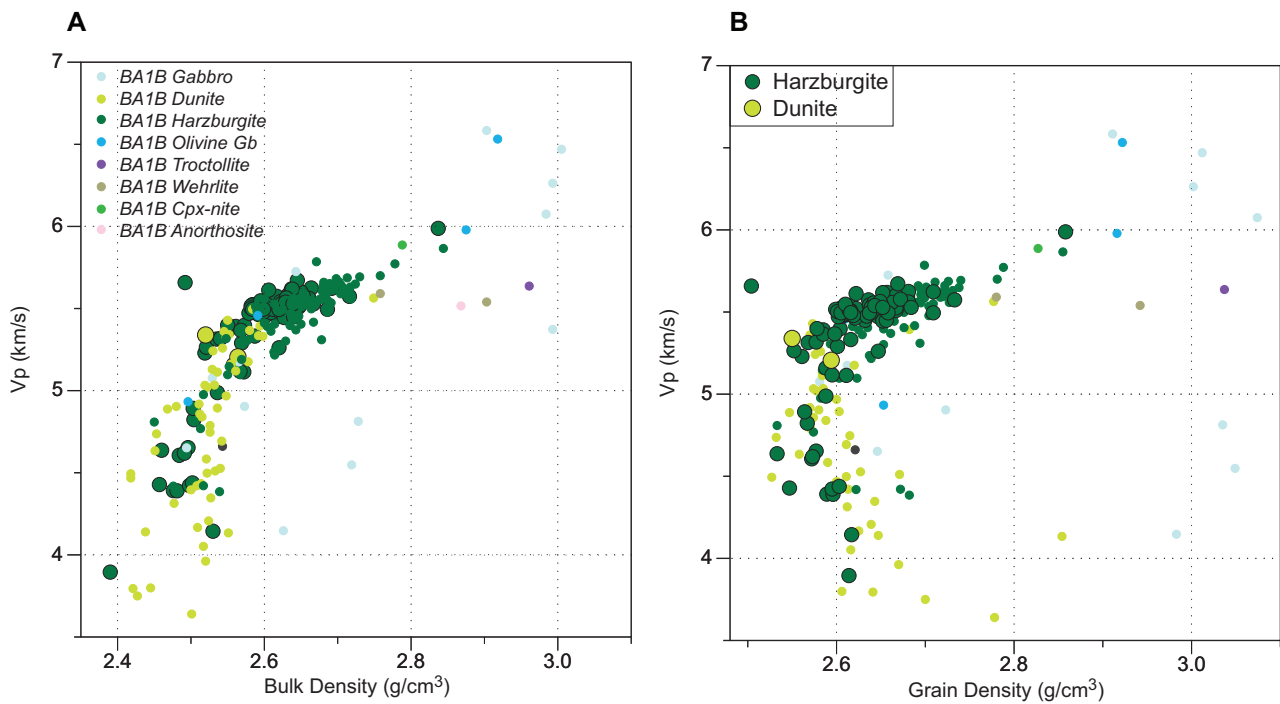 A
7
6
5
4
Vp (km/s)
BA1B Gabbro
BA1B Dunite
BA1B Harzburgite
BA1B Olivine Gb
BA1B Troctollite
BA1B Wehrlite
BA1B Cpx-nite
BA1B Anorthosite
2.4 2.6 2.8 3.0
Bulk Density (g/cm³)
B
7
6
5
4
Vp (km/s)
Harzburgite
Dunite
2.6 2.8 3.0
Grain Density (g/cm³)